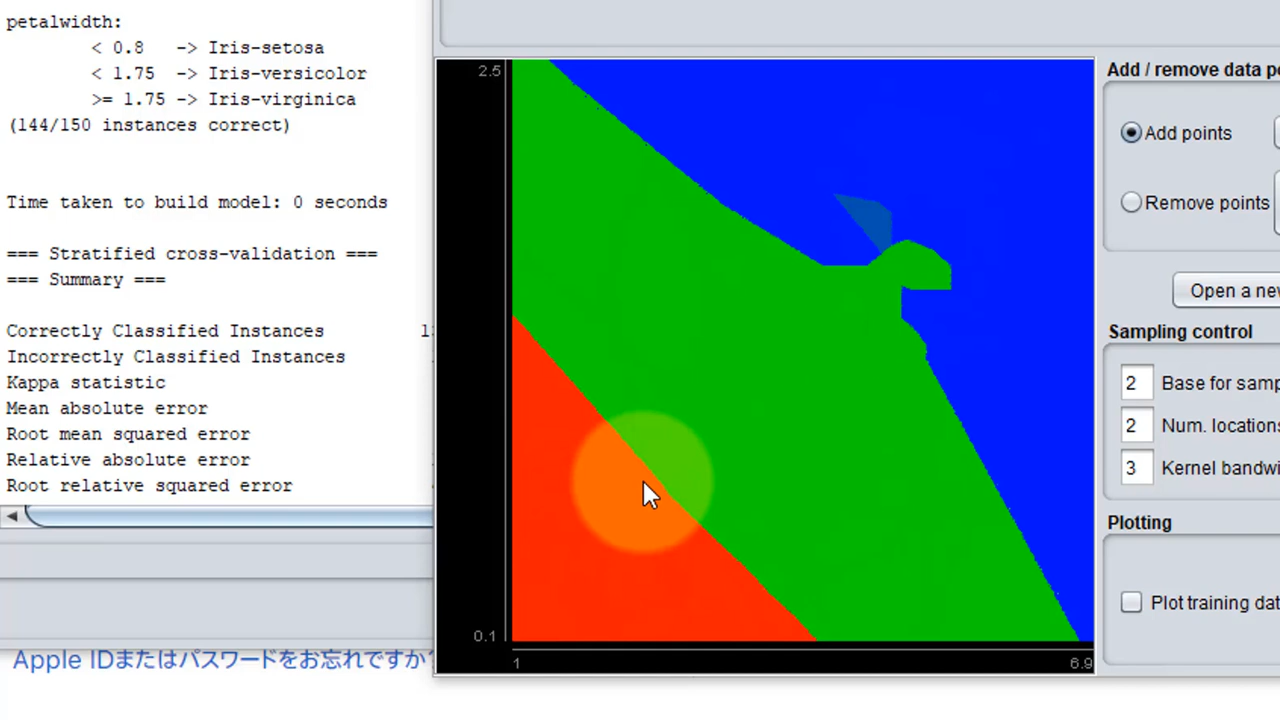 petalwidth:
< 0.8 -> Iris-setosa
< 1.75 -> Iris-versicolor
>= 1.75 -> Iris-virginica
(144/150 instances correct)
Time taken to build model: 0 seconds
=== Stratified cross-validation ===
=== Summary ===
Correctly Classified Instances
Incorrectly Classified Instances
Kappa statistic
Mean absolute error
Root mean squared error
Relative absolute error
Root relative squared error
Apple IDまたはパスワードをお忘れですか
2.5
0.1
1
6.9
Add / remove data
Add points
Remove points
Open a
Sampling control
2 Base for
2 Num. locations
3 Kernel
Plotting
Plot training